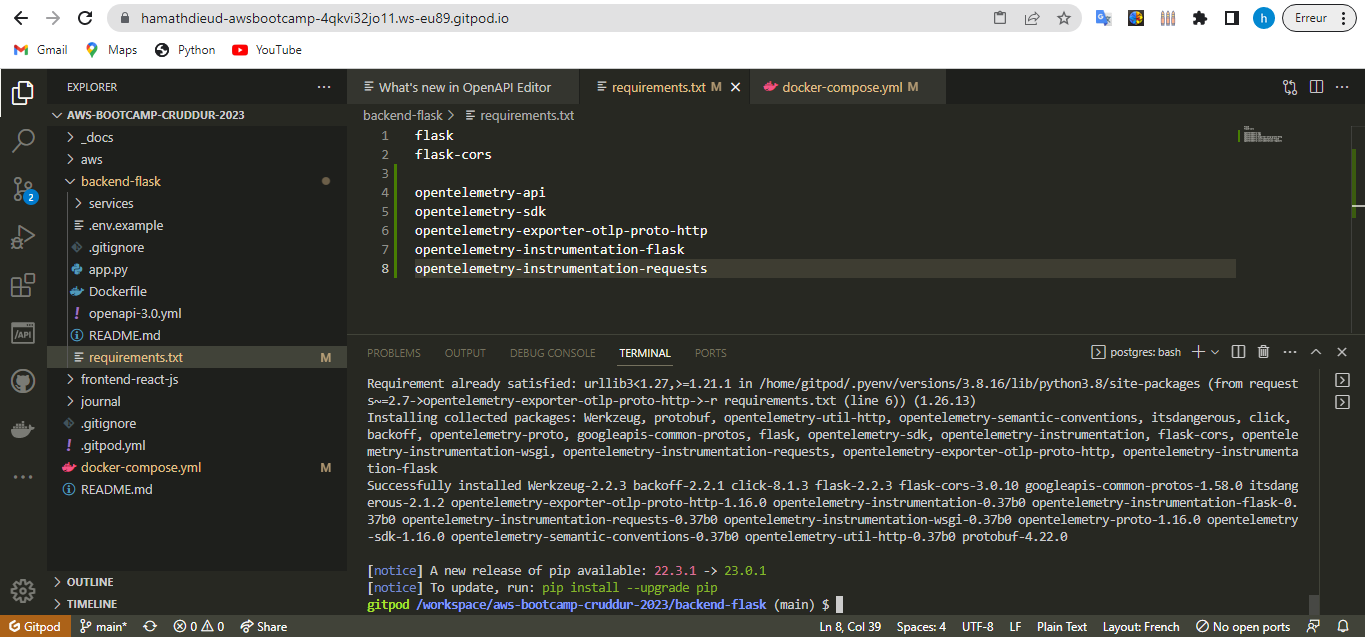 hamathdieud-awsbootcamp-4qkvi32jo11.ws-eu89.gitpod.io
h
Erreur
Gmail
Maps
Python
YouTube
EXPLORER
What's new in OpenAPI Editor
requirements.txt M
docker-compose.yml M
AWS-BOOTCAMP-CRUDDUR-2023
_docs
aws
backend-flask
services
.env.example
.gitignore
app.py
Dockerfile
openapi-3.0.yml
README.md
requirements.txt M
frontend-react-js
journal
.gitignore
.gitpod.yml
docker-compose.yml M
README.md
OUTLINE
TIMELINE
2
/API
backend-flask > requirements.txt
1 flask
2 flask-cors
3
4 opentelemetry-api
5 opentelemetry-sdk
6 opentelemetry-exporter-otlp-proto-http
7 opentelemetry-instrumentation-flask
8 opentelemetry-instrumentation-requests
PROBLEMS OUTPUT DEBUG CONSOLE TERMINAL PORTS
postgres: bash
Requirement already satisfied: urllib3<1.27,>=1.21.1 in /home/gitpod/.pyenv/versions/3.8.16/lib/python3.8/site-packages (from request
s~=2.7->opentelemetry-exporter-otlp-proto-http->-r requirements.txt (line 6)) (1.26.13)
Installing collected packages: Werkzeug, protobuf, opentelemetry-util-http, opentelemetry-semantic-conventions, itsdangerous, click,
backoff, opentelemetry-proto, googleapis-common-protos, flask, opentelemetry-sdk, opentelemetry-instrumentation, flask-cors, opentele
metry-instrumentation-wsgi, opentelemetry-instrumentation-requests, opentelemetry-exporter-otlp-proto-http, opentelemetry-instrumenta
tion-flask
Successfully installed Werkzeug-2.2.3 backoff-2.2.1 click-8.1.3 flask-2.2.3 flask-cors-3.0.10 googleapis-common-protos-1.58.0 itsdang
erous-2.1.2 opentelemetry-exporter-otlp-proto-http-1.16.0 opentelemetry-instrumentation-0.37b0 opentelemetry-instrumentation-flask-0.
37b0 opentelemetry-instrumentation-requests-0.37b0 opentelemetry-instrumentation-wsgi-0.37b0 opentelemetry-proto-1.16.0 opentelemetry
-sdk-1.16.0 opentelemetry-semantic-conventions-0.37b0 opentelemetry-util-http-0.37b0 protobuf-4.22.0
[notice] A new release of pip available: 22.3.1 -> 23.0.1
[notice] To update, run: pip install --upgrade pip
gitpod /workspace/aws-bootcamp-cruddur-2023/backend-flask (main) $
Gitpod main* 0 0 Share Ln 8, Col 39 Spaces: 4 UTF-8 LF Plain Text Layout: French No open ports